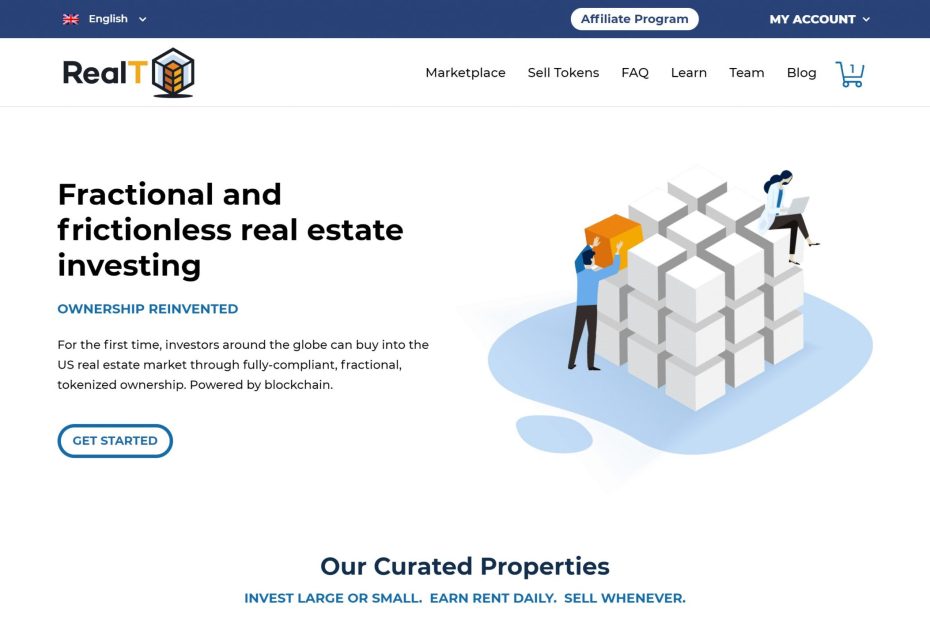 English
Affiliate Program
MY ACCOUNT
RealT
Marketplace Sell Tokens FAQ Learn Team Blog 1
Fractional and
frictionless real estate
investing
OWNERSHIP REINVENTED
For the first time, investors around the globe can buy into the
US real estate market through fully-compliant, fractional,
tokenized ownership. Powered by blockchain.
GET STARTED
Our Curated Properties
INVEST LARGE OR SMALL. EARN RENT DAILY. SELL WHENEVER.